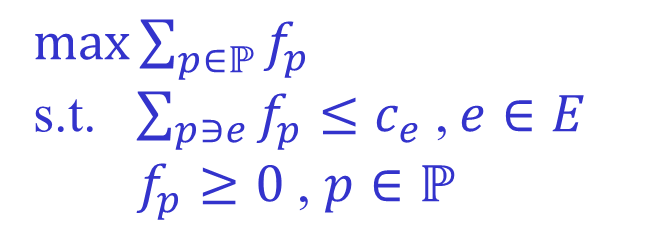 max ∑_{p∈ℙ} f_p
s.t. ∑_{p∋e} f_p ≤ c_e , e ∈ E
f_p ≥ 0 , p ∈ ℙ